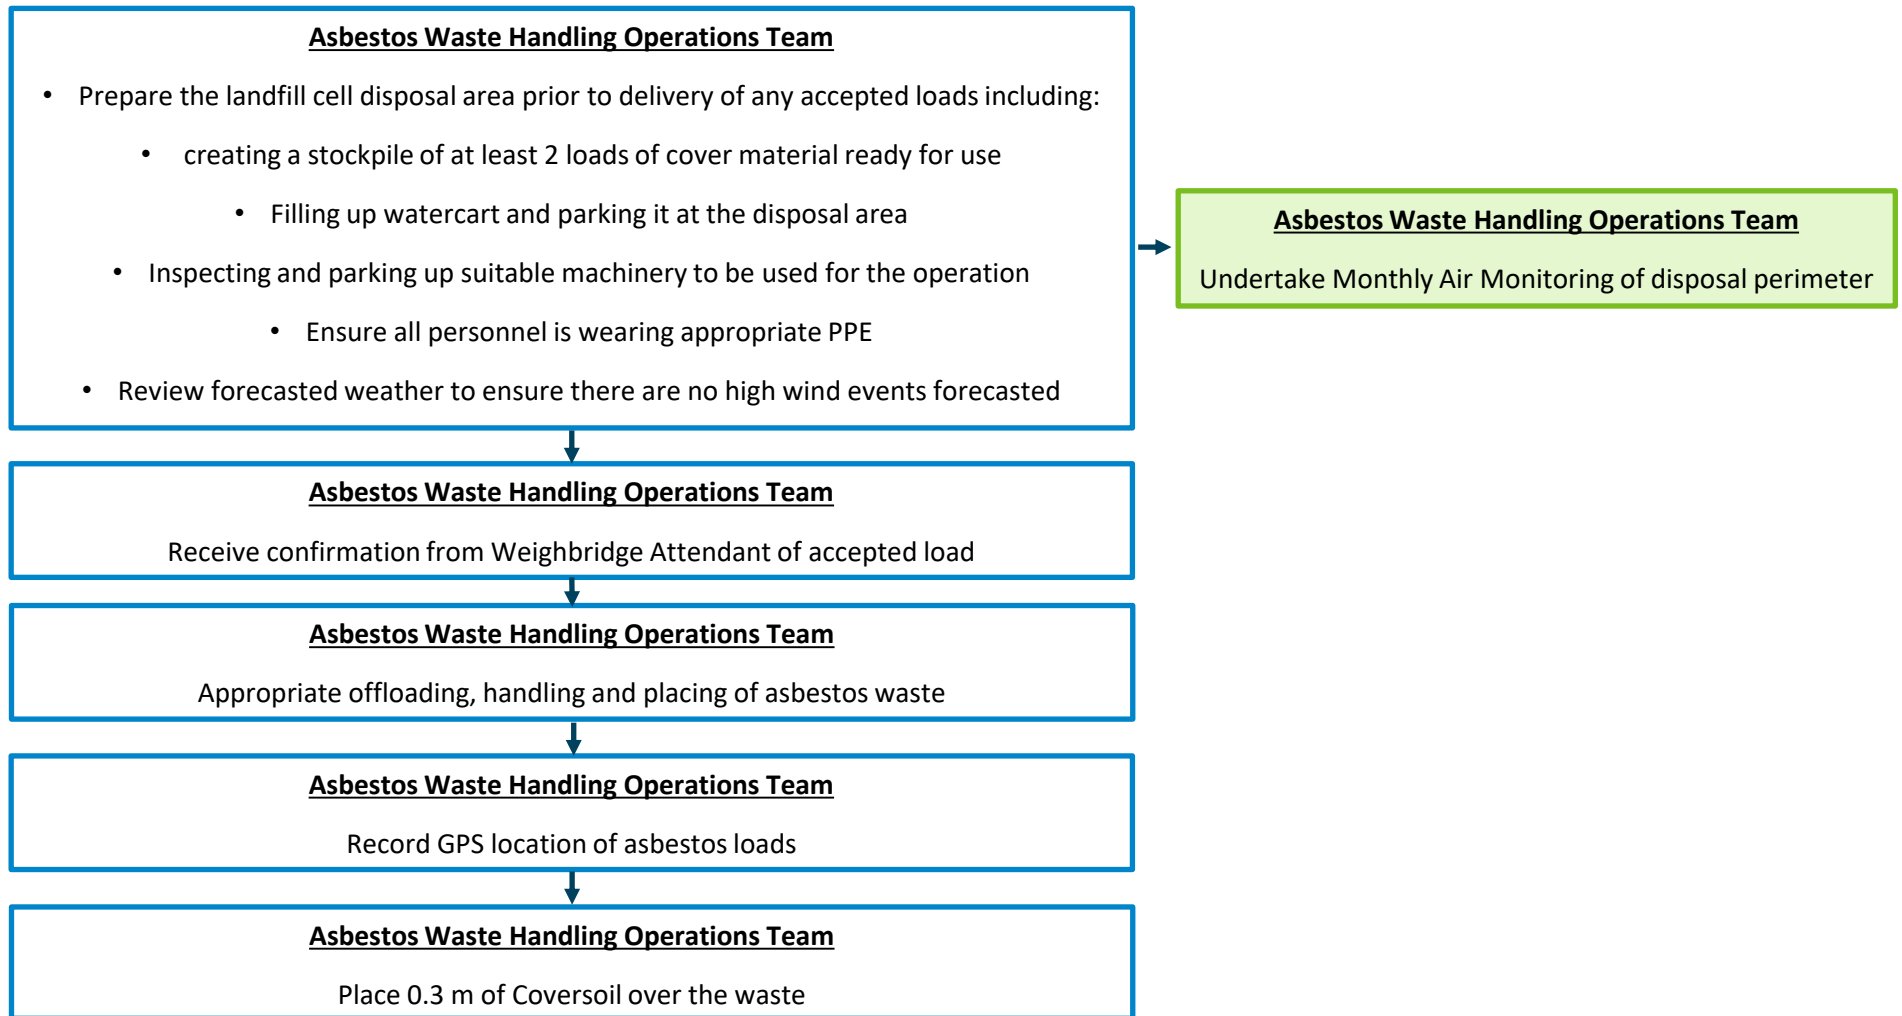 Asbestos Waste Handling Operations Team
• Prepare the landfill cell disposal area prior to delivery of any accepted loads including:
• creating a stockpile of at least 2 loads of cover material ready for use
• Filling up watercart and parking it at the disposal area
• Inspecting and parking up suitable machinery to be used for the operation
• Ensure all personnel is wearing appropriate PPE
• Review forecasted weather to ensure there are no high wind events forecasted
Asbestos Waste Handling Operations Team
Undertake Monthly Air Monitoring of disposal perimeter
Asbestos Waste Handling Operations Team
Receive confirmation from Weighbridge Attendant of accepted load
Asbestos Waste Handling Operations Team
Appropriate offloading, handling and placing of asbestos waste
Asbestos Waste Handling Operations Team
Record GPS location of asbestos loads
Asbestos Waste Handling Operations Team
Place 0.3 m of Coversoil over the waste